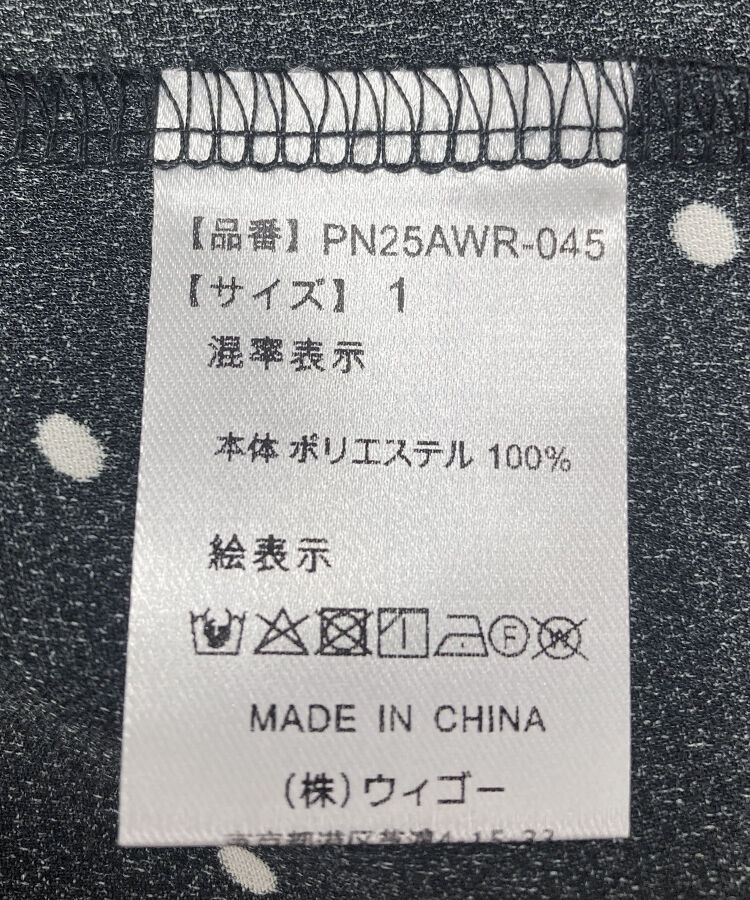 【品番】 PN25AWR-045
【サイズ】 1
混率表示
本体 ポリエステル 100%
絵表示
F W
MADE IN CHINA
(株)ウィゴー